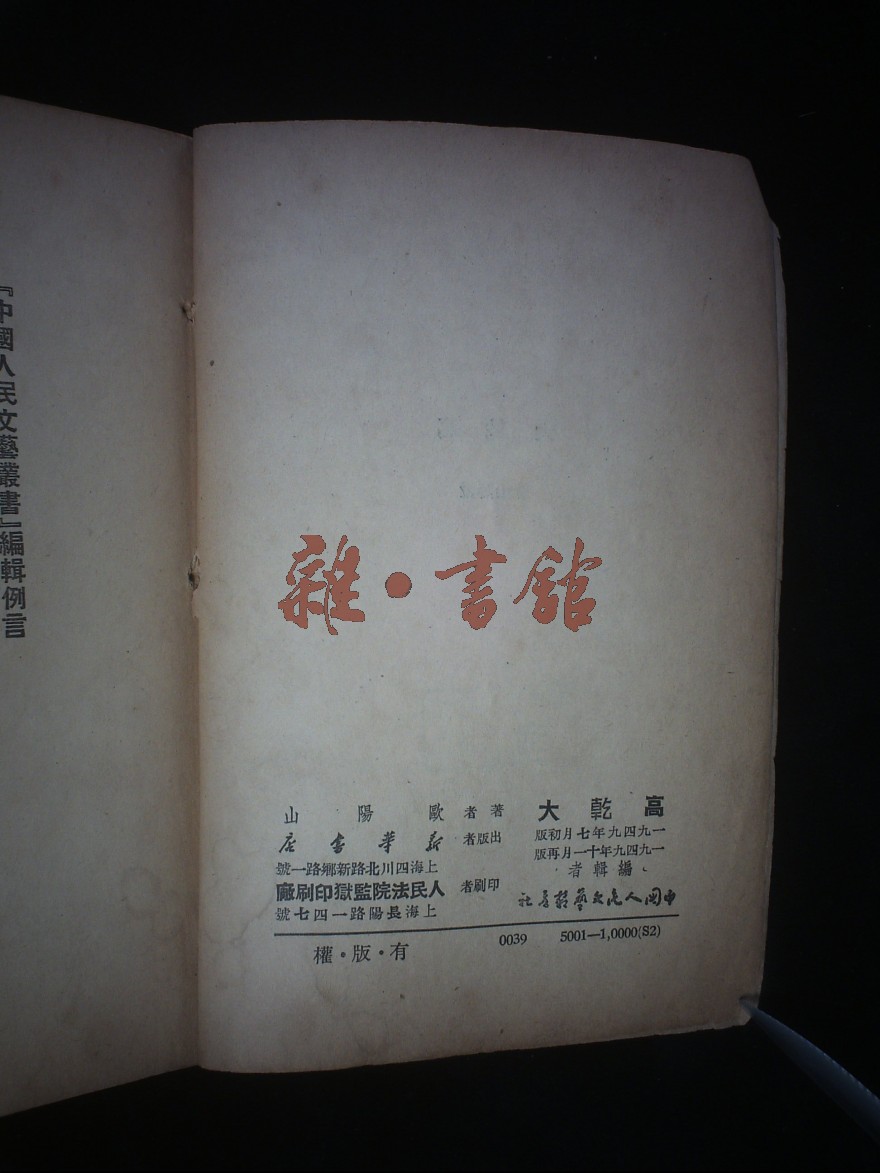 『中國人民文藝叢書』編輯例言
雜・書館
高乾大
一九四九年七月初版
一九四九年十一月再版
編輯者
中國人民文藝叢書社
著者 歐陽山
出版者 新華書店
上海四川北路新鄉路一號
印刷者 人民法院監獄印刷廠
上海長陽路一四七號
有・版・權
0039 5001—1,0000(S2)